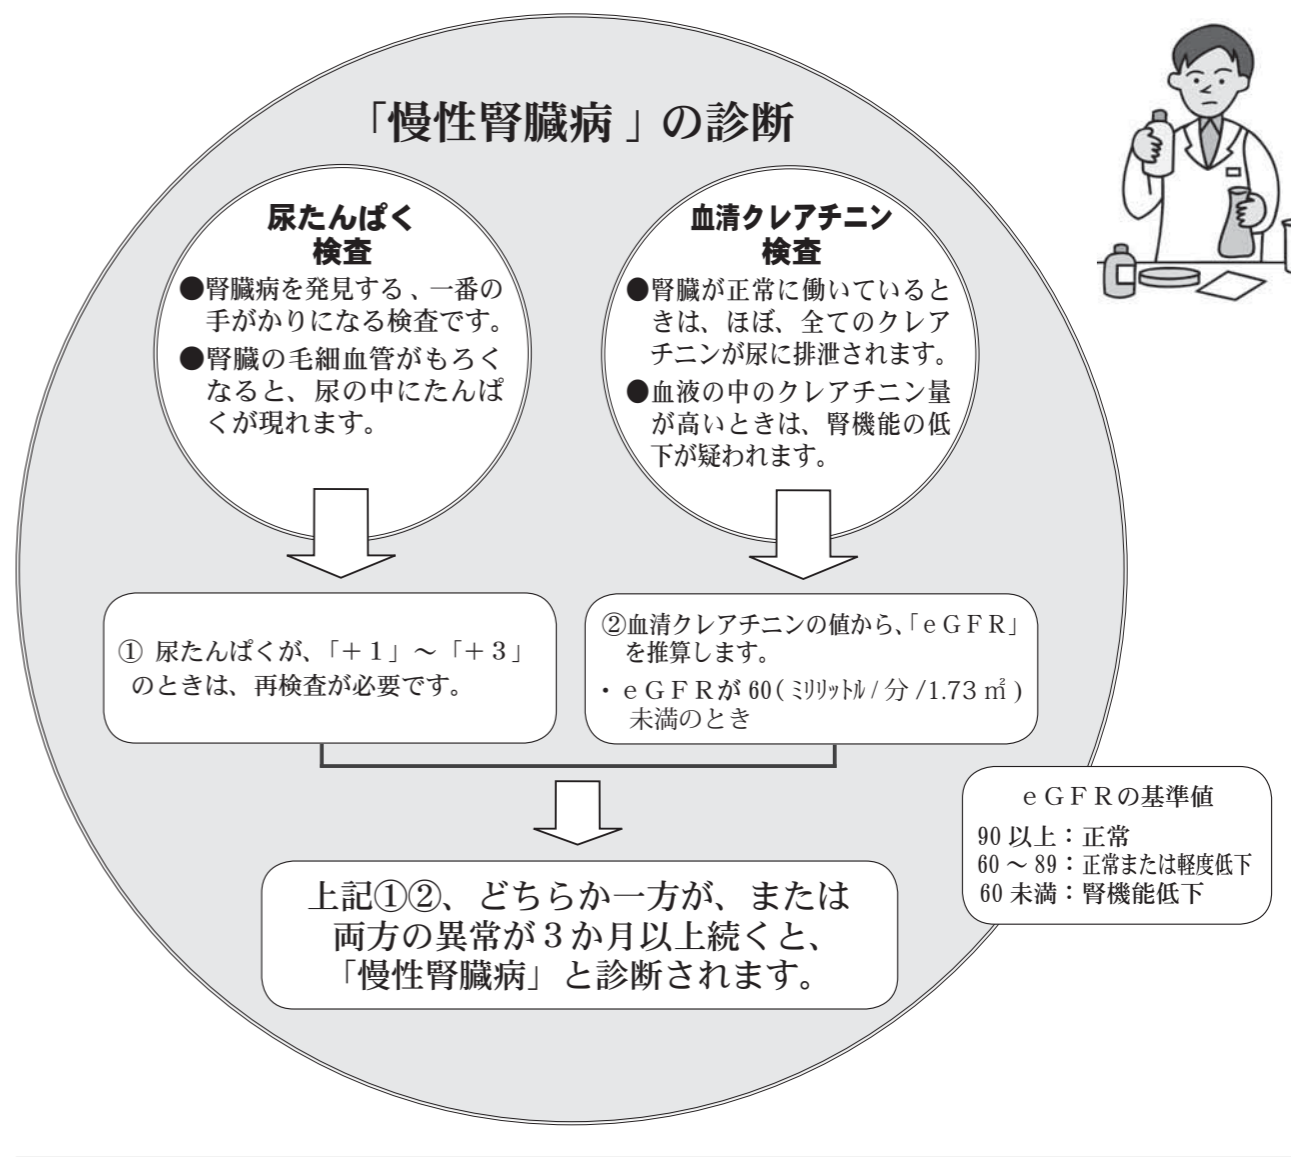 「慢性腎臓病」の診断
尿たんぱく
検査
●腎臓病を発見する、一番の
手がかりになる検査です。
●腎臓の毛細血管がもろく
なると、尿の中にたんぱ
くが現れます。
血清クレアチニン
検査
●腎臓が正常に働いていると
きは、ほぼ、全てのクレア
チニンが尿に排泄されます。
●血液の中のクレアチニン量
が高いときは、腎機能の低
下が疑われます。
① 尿たんぱくが、「+1」～「+3」
のときは、再検査が必要です。
②血清クレアチニンの値から、「eGFR」
を推算します。
・eGFRが60(ミリリットル/分/1.73㎡)
未満のとき
eGFRの基準値
90以上：正常
60～89：正常または軽度低下
60未満：腎機能低下
上記①②、どちらか一方が、または
両方の異常が3か月以上続くと、
「慢性腎臓病」と診断されます。